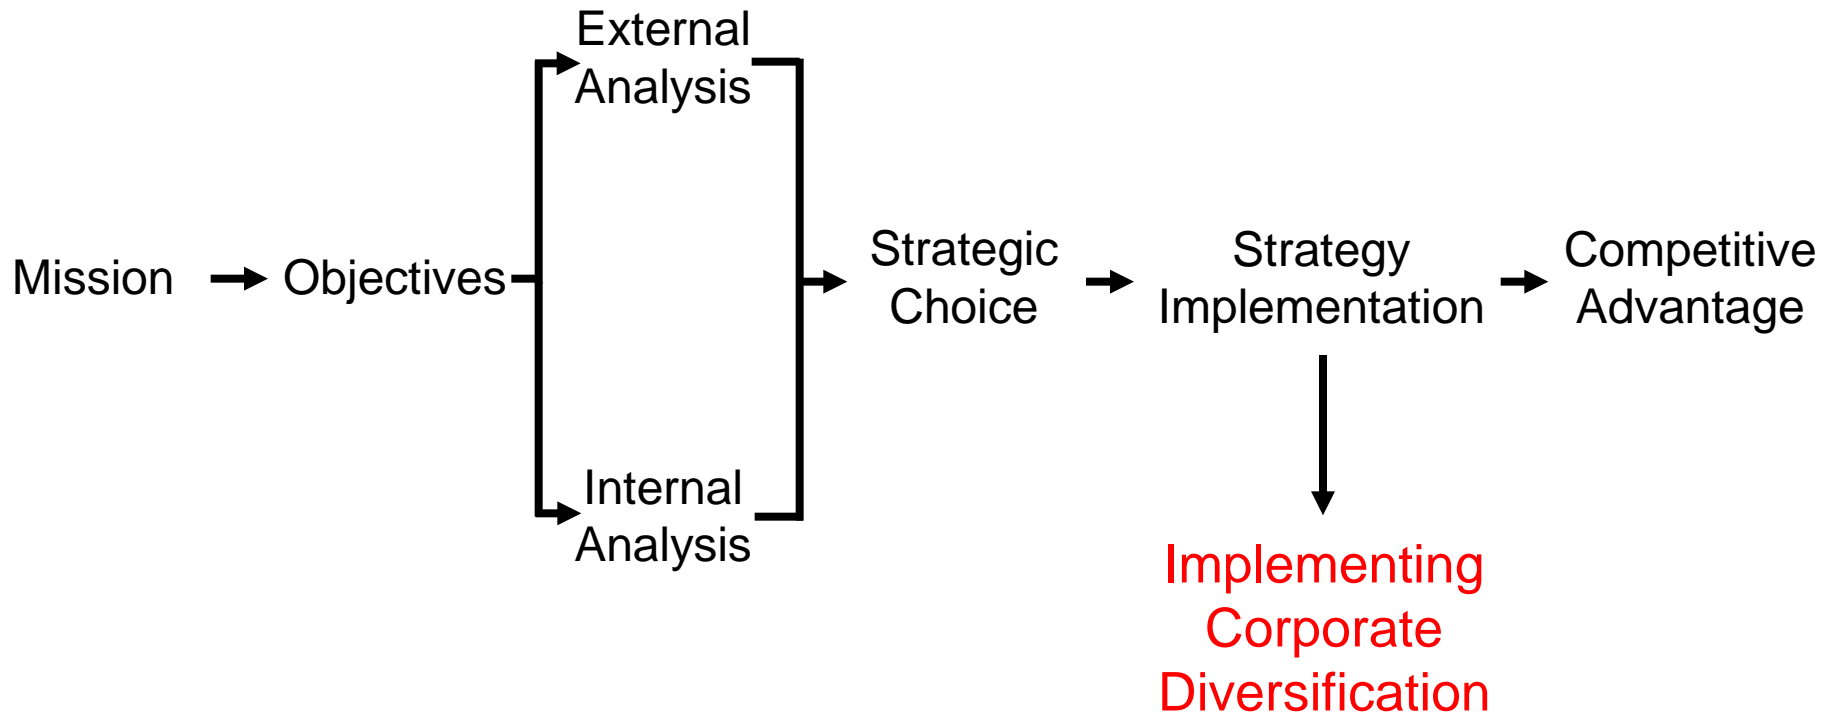 Mission
Objectives
External
Analysis
Internal
Analysis
Strategic
Choice
Strategy
Implementation
Competitive
Advantage
Implementing
Corporate
Diversification